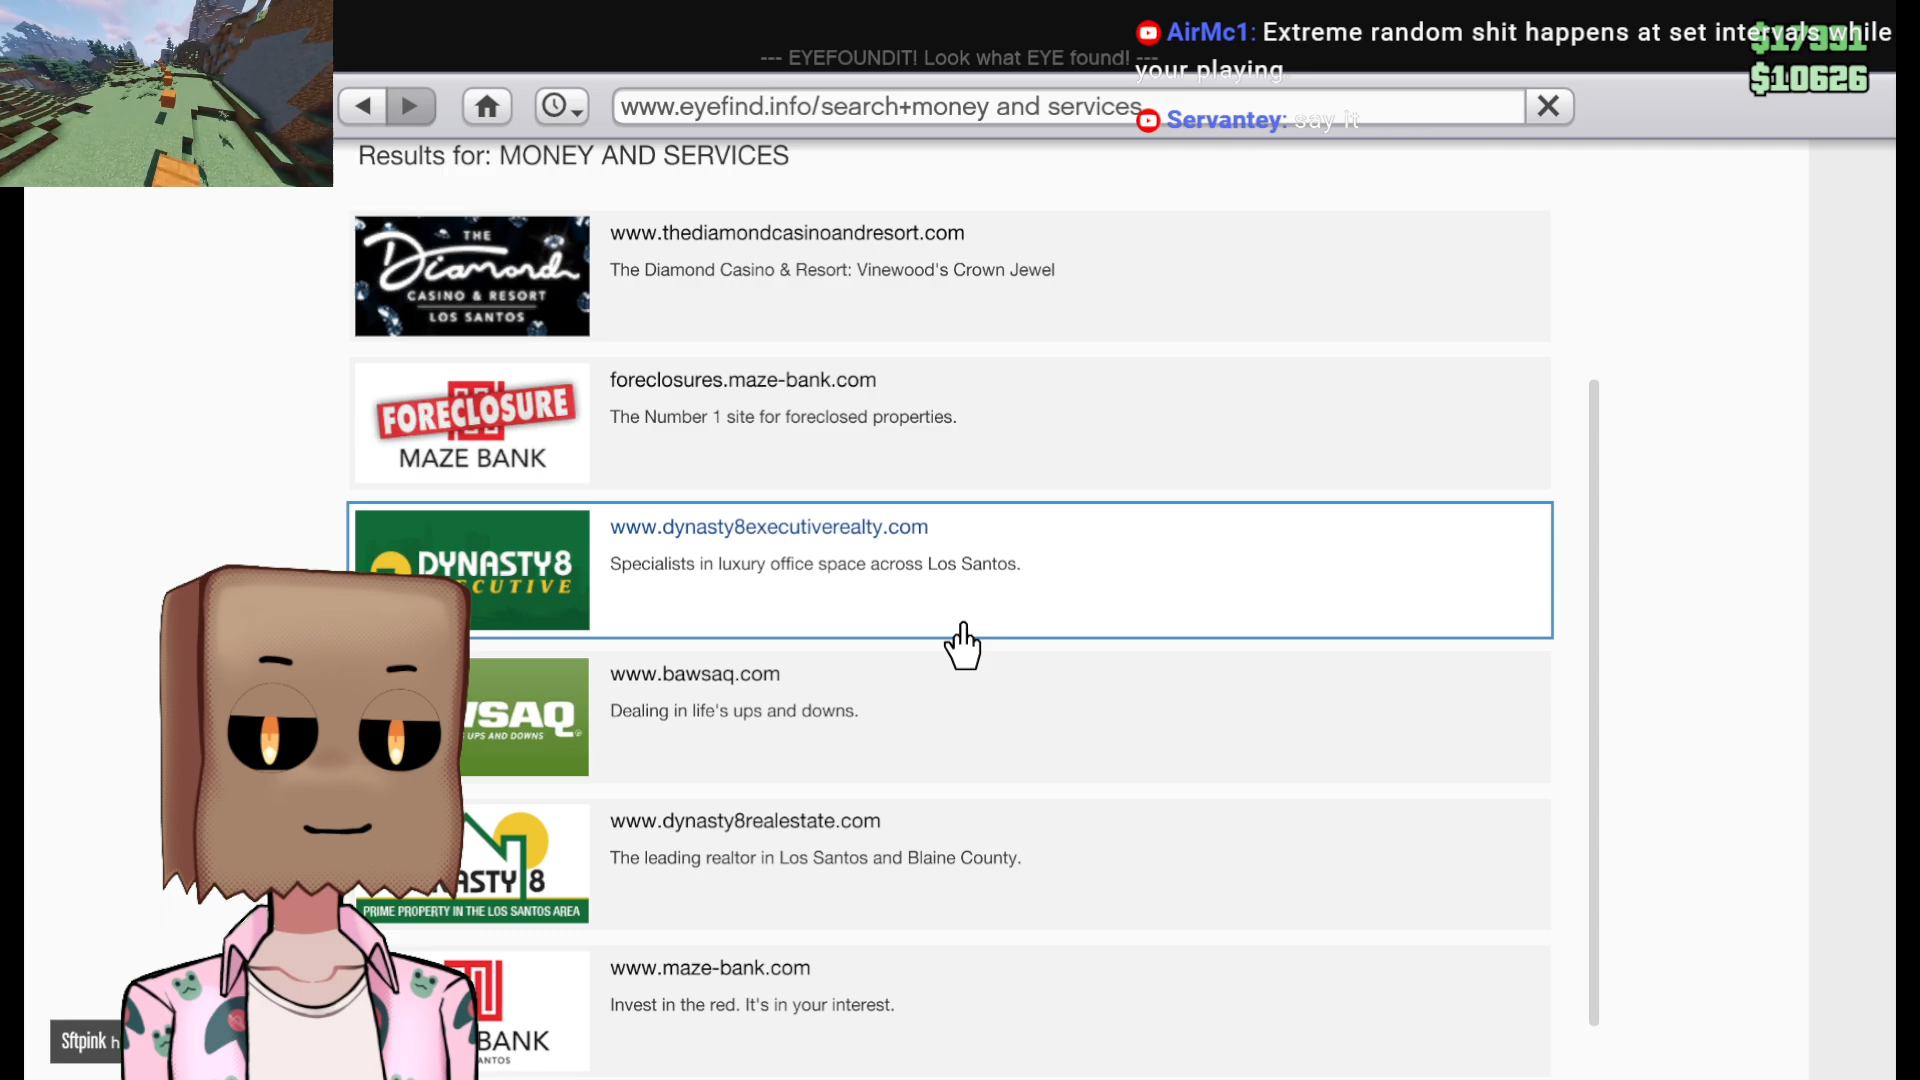 AirMc1: Extreme random shit happens at set intervals while
your playing.
Servantey: say it
$10626
--- EYEFOUNDIT! Look what EYE found! ---
www.eyefind.info/search+money and services
Results for: MONEY AND SERVICES
THE
Diamond
CASINO & RESORT
LOS SANTOS
www.thediamondcasinoandresort.com
The Diamond Casino & Resort: Vinewood's Crown Jewel
FORECLOSURE
MAZE BANK
foreclosures.maze-bank.com
The Number 1 site for foreclosed properties.
DYNASTY8
CUTIVE
www.dynasty8executiverealty.com
Specialists in luxury office space across Los Santos.
SAQ
UPS AND DOWNS
www.bawsaq.com
Dealing in life's ups and downs.
ASTY 8
PRIME PROPERTY IN THE LOS SANTOS AREA
www.dynasty8realestate.com
The leading realtor in Los Santos and Blaine County.
BANK
ANTOS
www.maze-bank.com
Invest in the red. It's in your interest.
Sftpink h